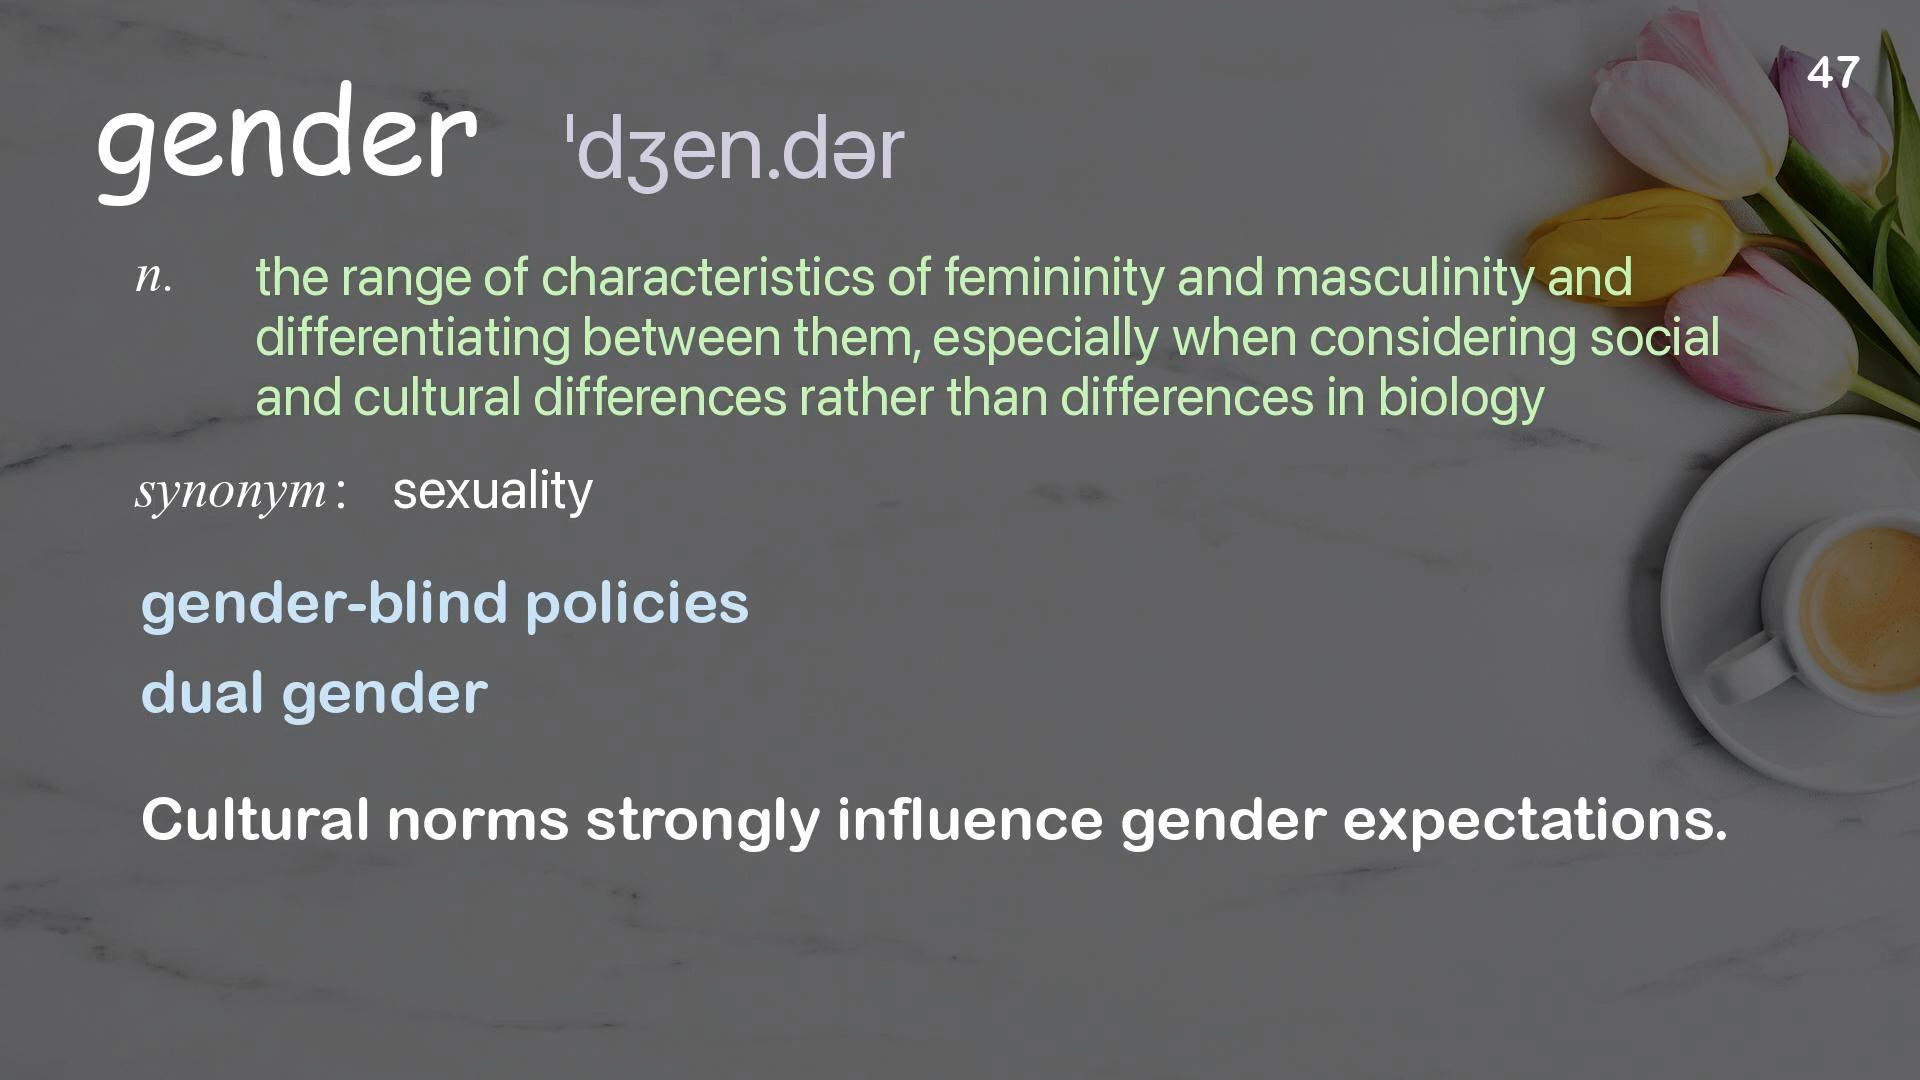 47
gender ˈdʒen.dər
n. the range of characteristics of femininity and masculinity and
differentiating between them, especially when considering social
and cultural differences rather than differences in biology
synonym: sexuality
gender-blind policies
dual gender
Cultural norms strongly influence gender expectations.